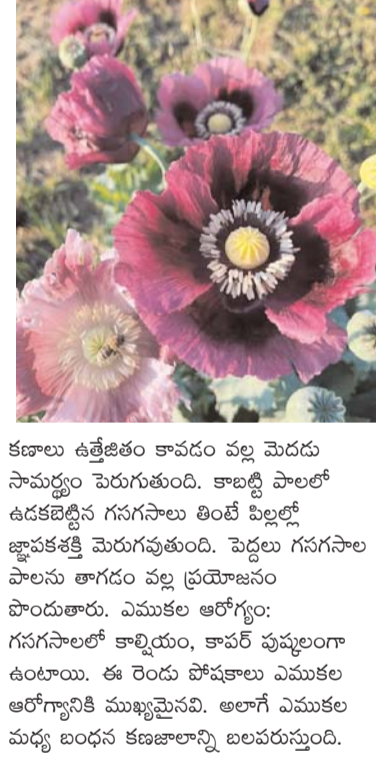 కణాలు ఉత్తేజితం కావడం వల్ల మెదడు
సామర్థ్యం పెరుగుతుంది. కాబట్టి పాలలో
ఉడకబెట్టిన గసగసాలు తింటే పిల్లల్లో
జ్ఞాపకశక్తి మెరుగవుతుంది. పెద్దలు గసగసాల
పాలను తాగడం వల్ల ప్రయోజనం
పొందుతారు. ఎముకల ఆరోగ్యం:
గసగసాలలో కాల్షియం, కాపర్ పుష్కలంగా
ఉంటాయి. ఈ రెండు పోషకాలు ఎముకల
ఆరోగ్యానికి ముఖ్యమైనవి. అలాగే ఎముకల
మధ్య బంధన కణజాలాన్ని బలపరుస్తుంది.